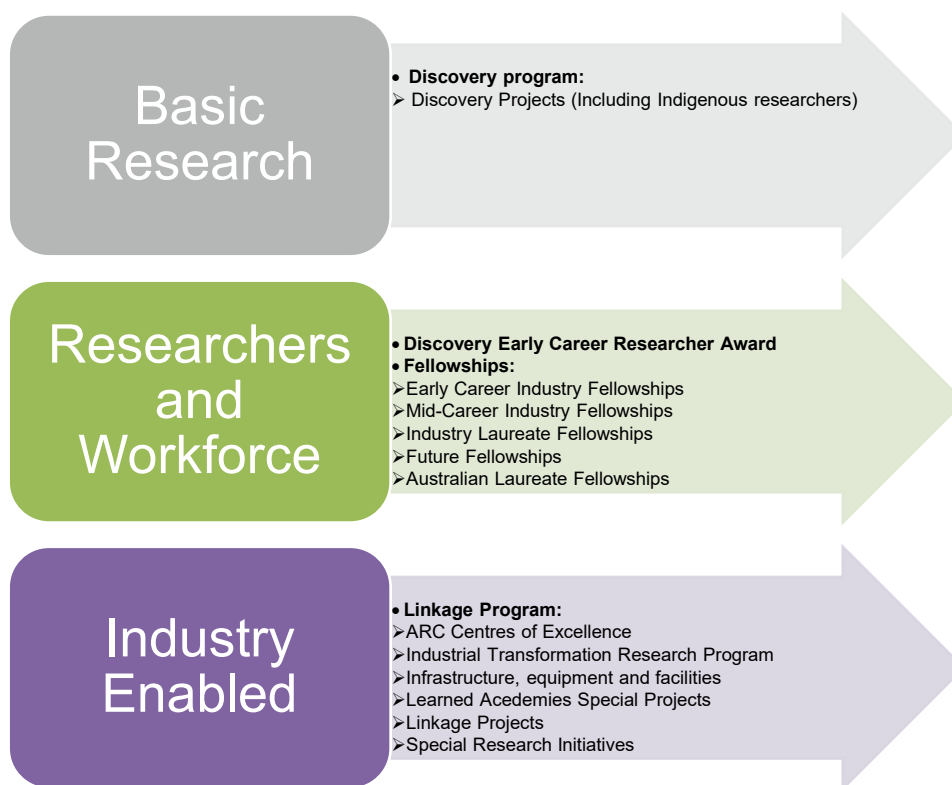 Basic
Research
• Discovery program:
➢ Discovery Projects (Including Indigenous researchers)
Researchers
and
Workforce
• Discovery Early Career Researcher Award
• Fellowships:
➢Early Career Industry Fellowships
➢Mid-Career Industry Fellowships
➢Industry Laureate Fellowships
➢Future Fellowships
➢Australian Laureate Fellowships
Industry
Enabled
• Linkage Program:
➢ARC Centres of Excellence
➢Industrial Transformation Research Program
➢Infrastructure, equipment and facilities
➢Learned Acedemies Special Projects
➢Linkage Projects
➢Special Research Initiatives